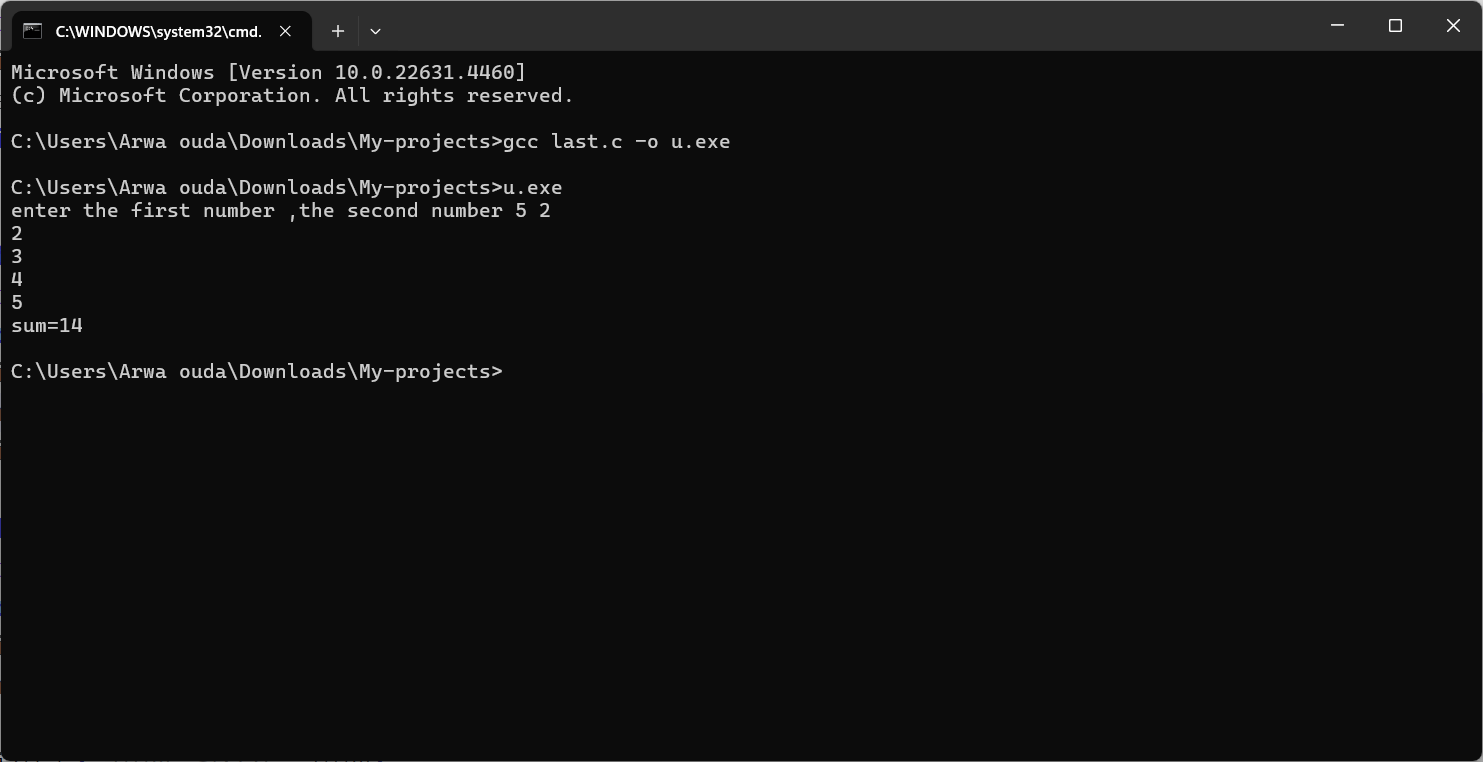 C:\WINDOWS\system32\cmd.
Microsoft Windows [Version 10.0.22631.4460]
(c) Microsoft Corporation. All rights reserved.
C:\Users\Arwa ouda\Downloads\My-projects>gcc last.c -o u.exe
C:\Users\Arwa ouda\Downloads\My-projects>u.exe
enter the first number ,the second number 5 2
2
3
4
5
sum=14
C:\Users\Arwa ouda\Downloads\My-projects>